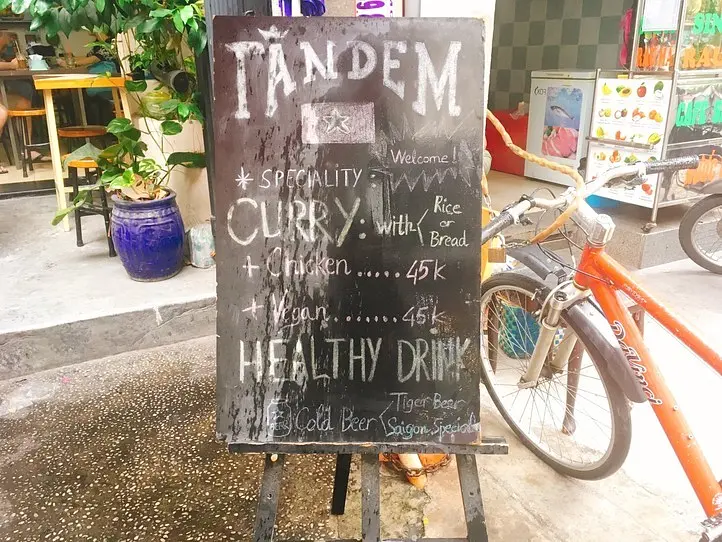 TANDEM
Welcome!
* SPECIALITY:
CURRY: with < Rice or Bread
+ Chicken ..... 45K
+ Vegan ....... 45K
HEALTHY DRINK
Cold Beer < Tiger Beer
Saigon Special
DAVinci